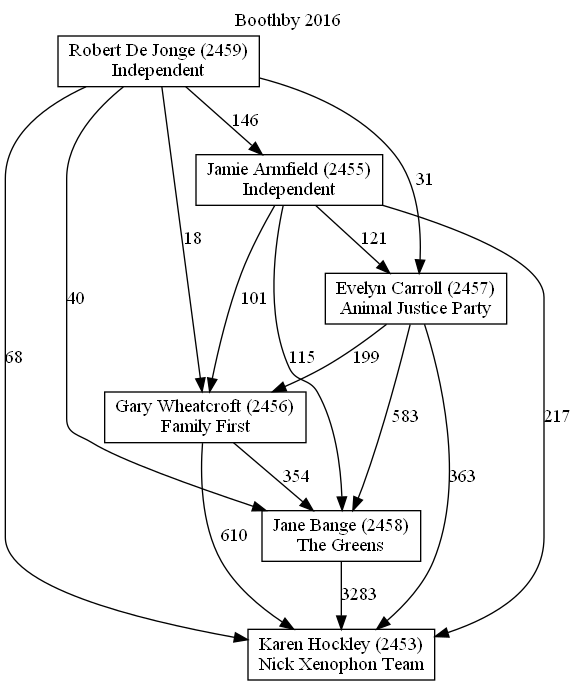 Boothby 2016
Robert De Jonge (2459)
Independent
146
Jamie Armfield (2455)
Independent
31
18
121
Evelyn Carroll (2457)
Animal Justice Party
40
101
68
115
199
Gary Wheatcroft (2456)
Family First
583
217
354
363
Jane Bange (2458)
The Greens
610
3283
Karen Hockley (2453)
Nick Xenophon Team